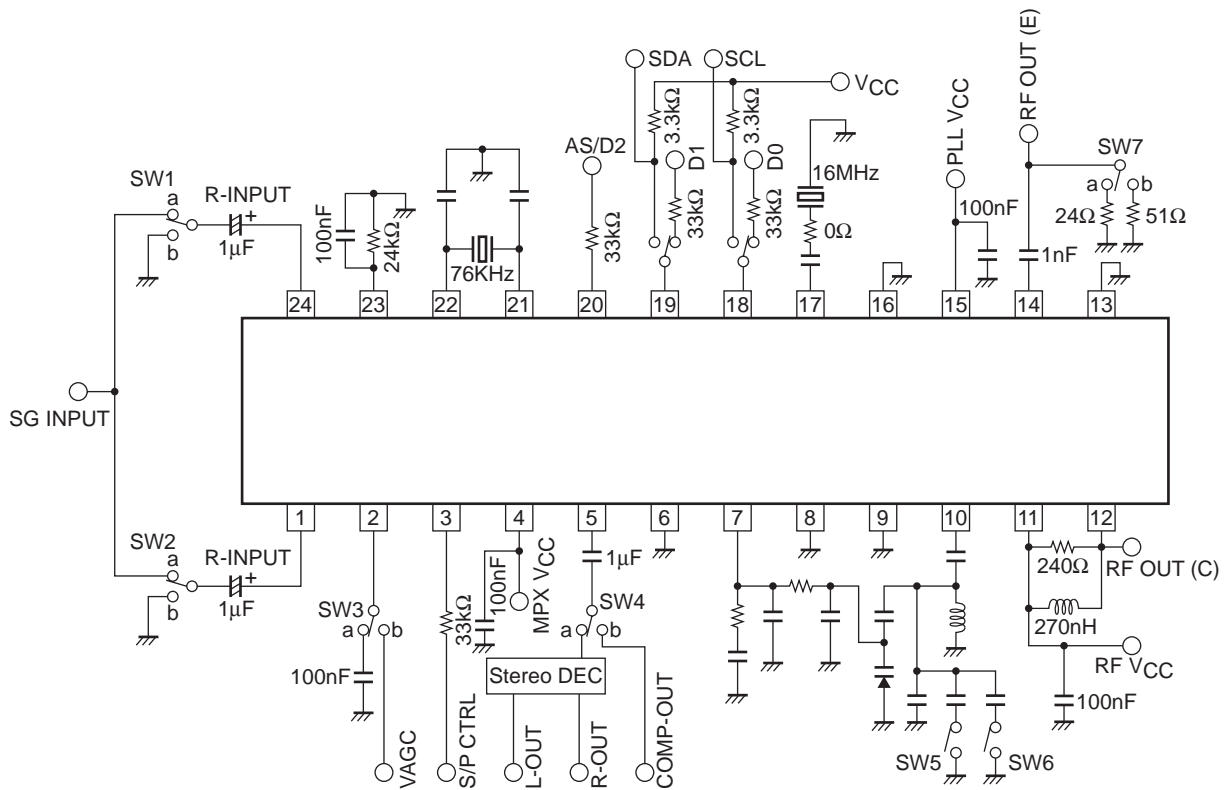 SDA
SCL
VCC
3.3kΩ
3.3kΩ
AS/D2
D1
D0
33kΩ
33kΩ
33kΩ
16MHz
0Ω
PLL VCC
100nF
RF OUT (E)
SW7
a
b
24Ω
51Ω
1nF
SW1
a
b
R-INPUT
+
1µF
100nF
24kΩ
76KHz
24
23
22
21
20
19
18
17
16
15
14
13
SG INPUT
1
2
3
4
5
6
7
8
9
10
11
12
SW2
a
b
R-INPUT
+
1µF
SW3
a
b
100nF
VAGC
33kΩ
S/P CTRL
100nF
MPX VCC
1µF
SW4
a
b
Stereo DEC
L-OUT
R-OUT
COMP-OUT
SW5
SW6
240Ω
RF OUT (C)
270nH
RF VCC
100nF